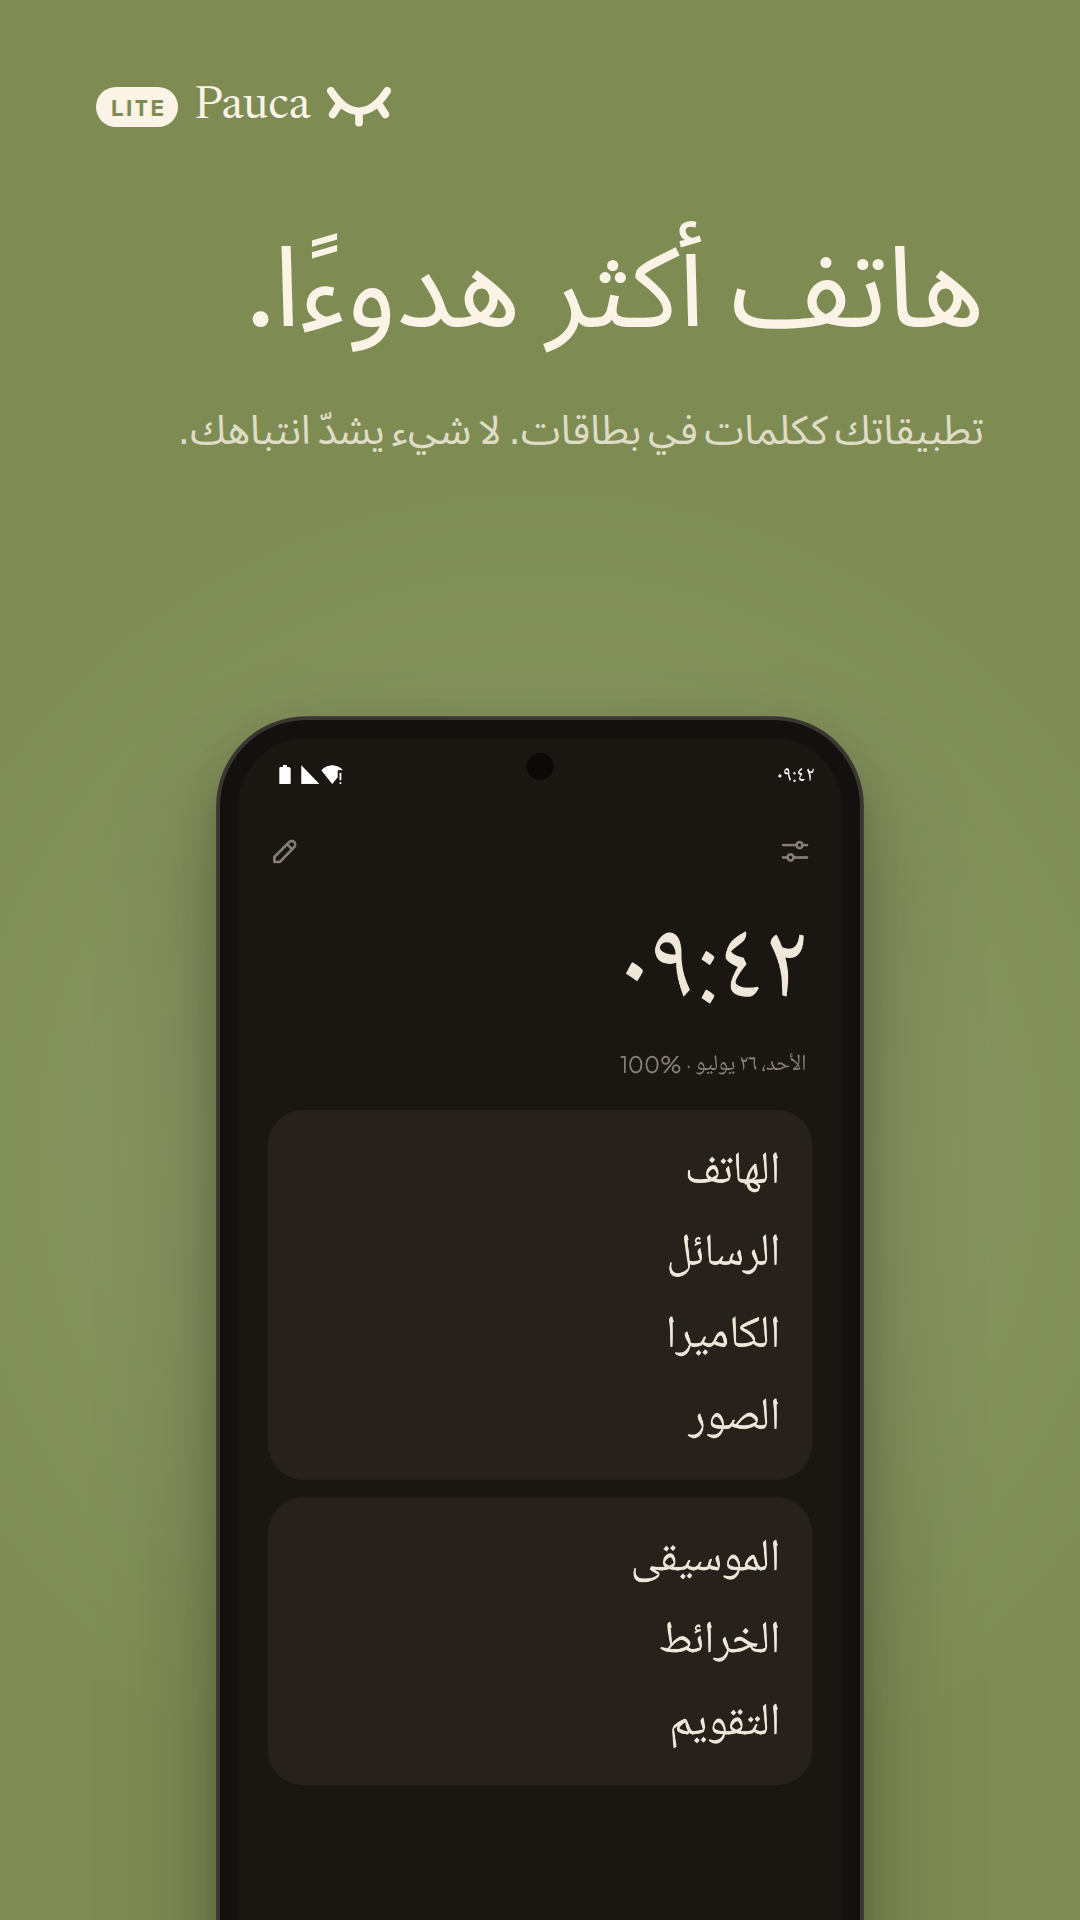 Pauca LITE
هاتف أكثر هدوءًا.
تطبيقاتك ككلمات في بطاقات. لا شيء يشدّ انتباهك.
٠٩:٤٢
٠٩:٤٢
الأحد، ٢٦ يوليو · 100%
الهاتف
الرسائل
الكاميرا
الصور
الموسيقى
الخرائط
التقويم